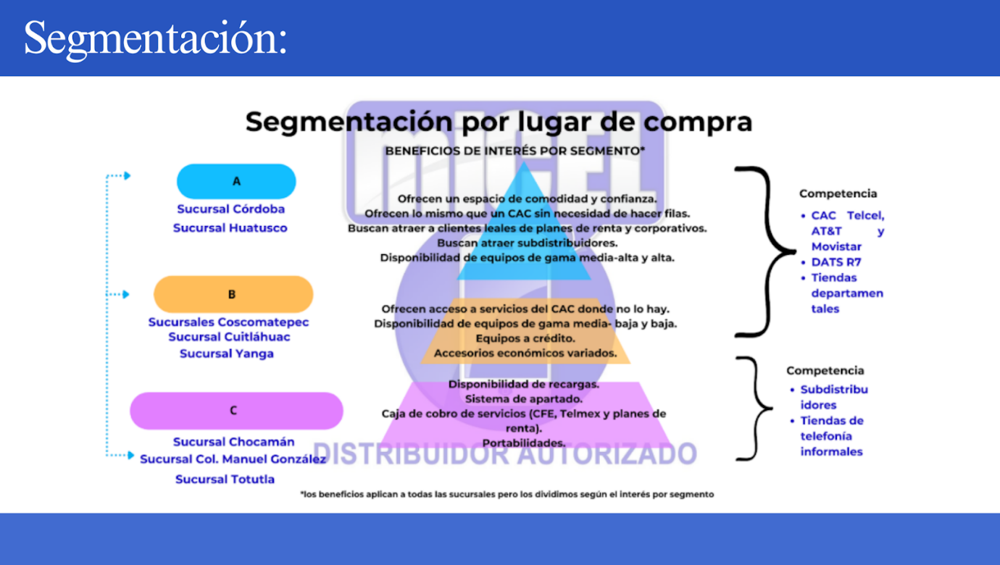 Segmentación:
Segmentación por lugar de compra
BENEFICIOS DE INTERÉS POR SEGMENTO*
A
Sucursal Córdoba
Sucursal Huatusco
B
Sucursales Coscomatepec
Sucursal Cuitláhuac
Sucursal Yanga
C
Sucursal Chocamán
Sucursal Col. Manuel González
Sucursal Totutla
Ofrecen un espacio de comodidad y confianza.
Ofrecen lo mismo que un CAC sin necesidad de hacer filas.
Buscan atraer a clientes leales de planes de renta y corporativos.
Buscan atraer subdistribuidores.
Disponibilidad de equipos de gama media-alta y alta.
Ofrecen acceso a servicios del CAC donde no lo hay.
Disponibilidad de equipos de gama media- baja y baja.
Equipos a crédito.
Accesorios económicos variados.
Disponibilidad de recargas.
Sistema de apartado.
Caja de cobro de servicios (CFE, Telmex y planes de
renta).
Portabilidades.
Competencia
• CAC Telcel,
AT&T y
Movistar
• DATS R7
• Tiendas
departamen
tales
Competencia
• Subdistribu
idores
• Tiendas de
telefonía
informales
miCEL
DISTRIBUIDOR AUTORIZADO
*los beneficios aplican a todas las sucursales pero los dividimos según el interés por segmento